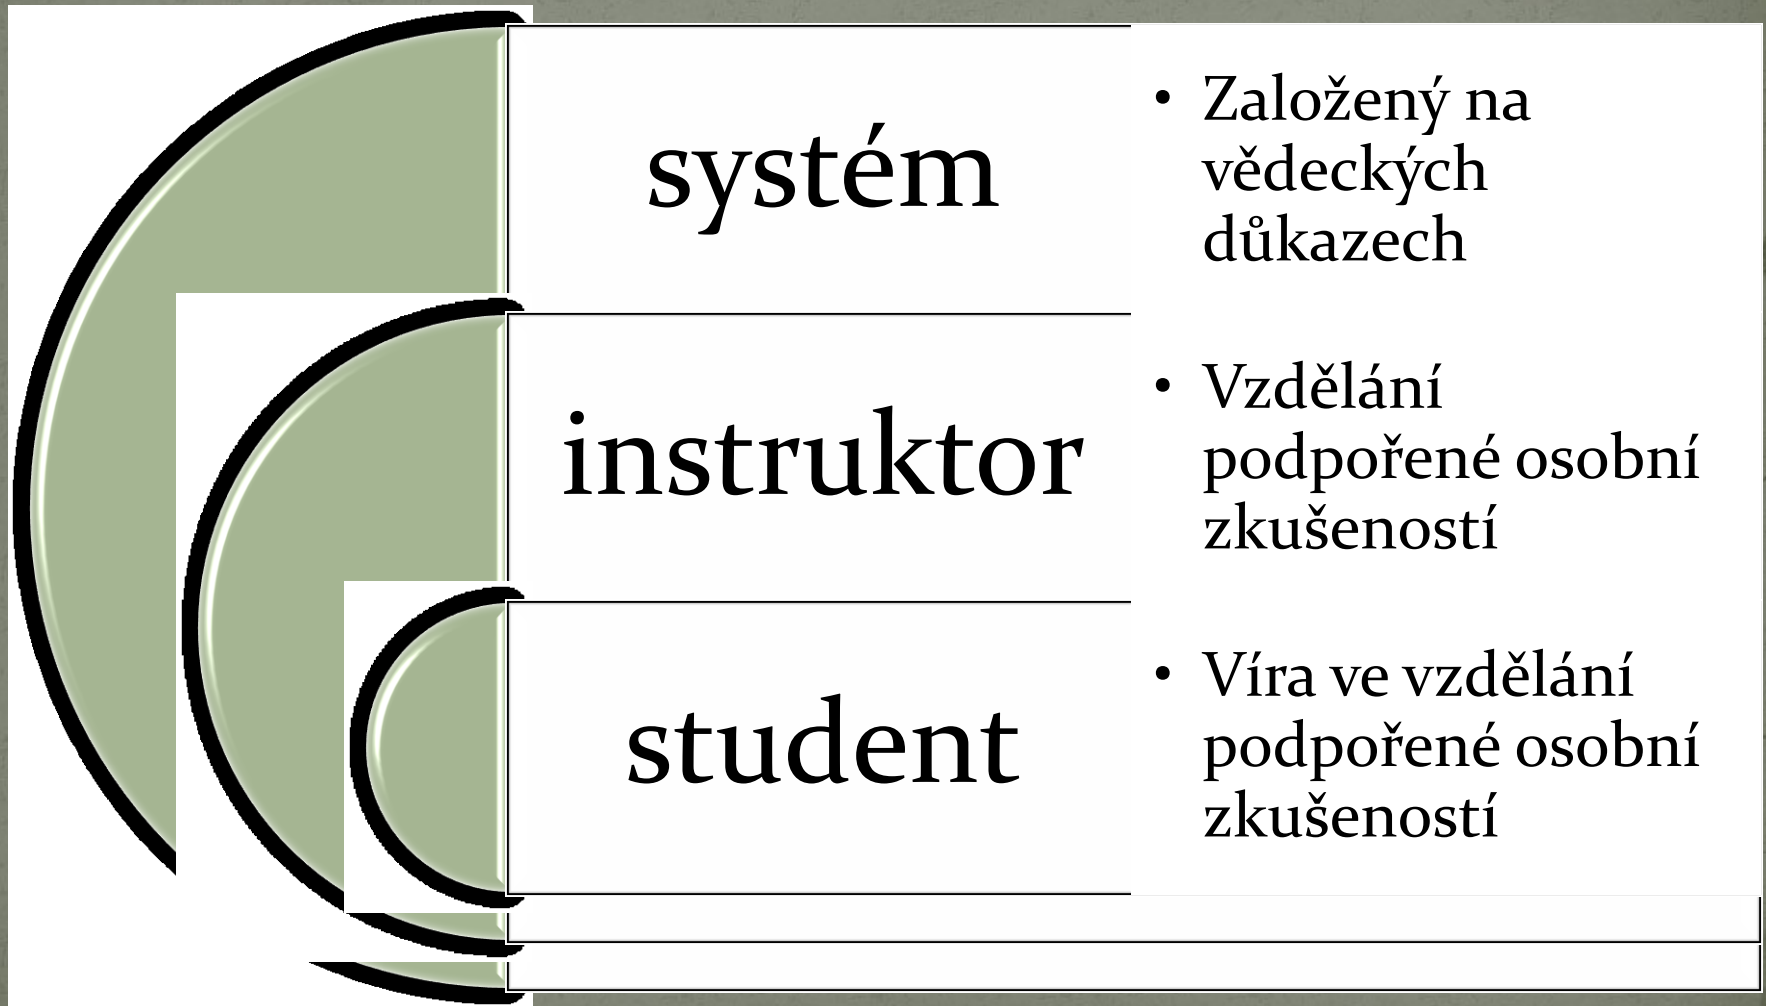 systém
• Založený na
vědeckých
důkazech
instruktor
• Vzdělání
podpořené osobní
zkušeností
student
• Víra ve vzdělání
podpořené osobní
zkušeností